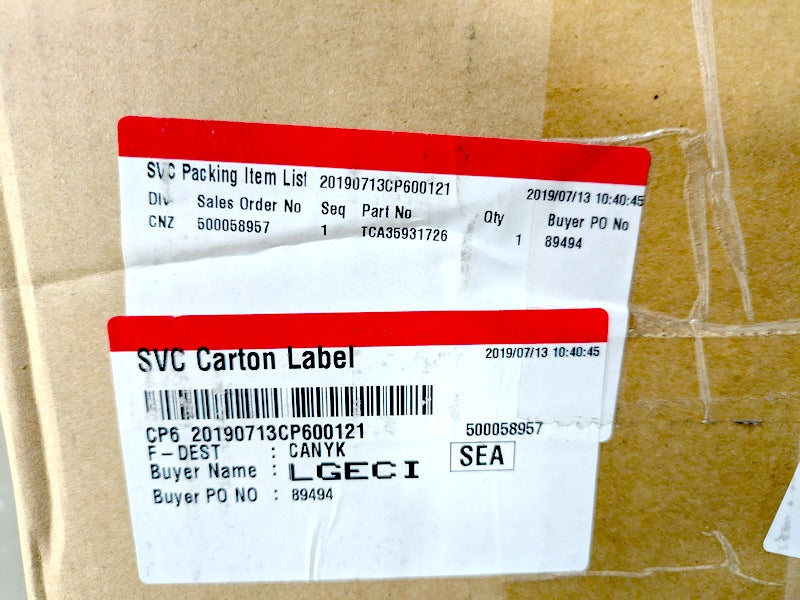 SVC Packing Item List 20190713CP600121
2019/07/13 10:40:45
Div Sales Order No Seq Part No Qty Buyer PO No
CNZ 500058957 1 TCA35931726 1 89494
SVC Carton Label 2019/07/13 10:40:45
CP6 20190713CP600121 500058957
F-DEST : CANYK
Buyer Name : LGECI SEA
Buyer PO NO : 89494